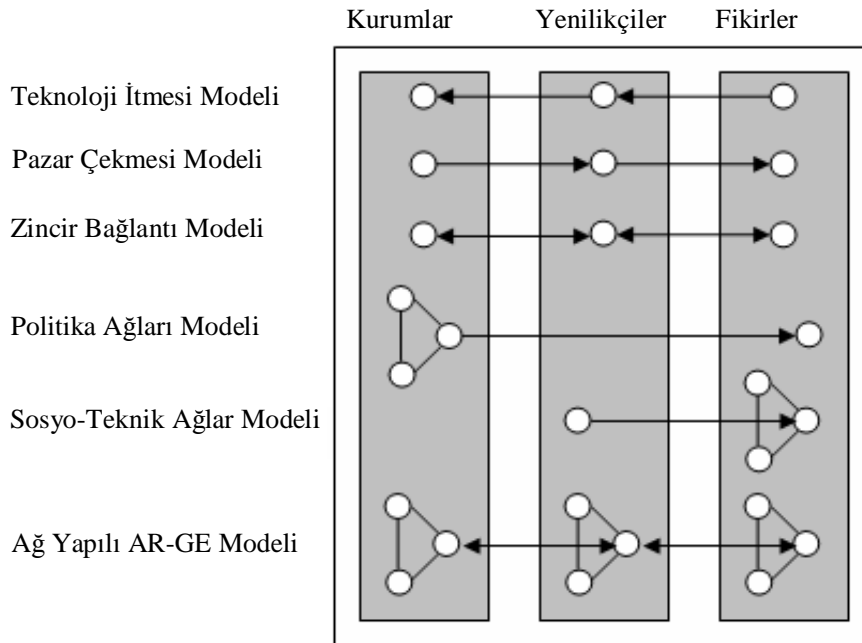 Kurumlar Yenilikçiler Fikirler
Teknoloji İtmesi Modeli
Pazar Çekmesi Modeli
Zincir Bağlantı Modeli
Politika Ağları Modeli
Sosyo-Teknik Ağlar Modeli
Ağ Yapılı AR-GE Modeli